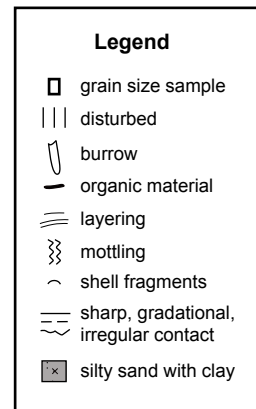 Legend
grain size sample
disturbed
burrow
organic material
layering
mottling
shell fragments
sharp, gradational,
irregular contact
silty sand with clay